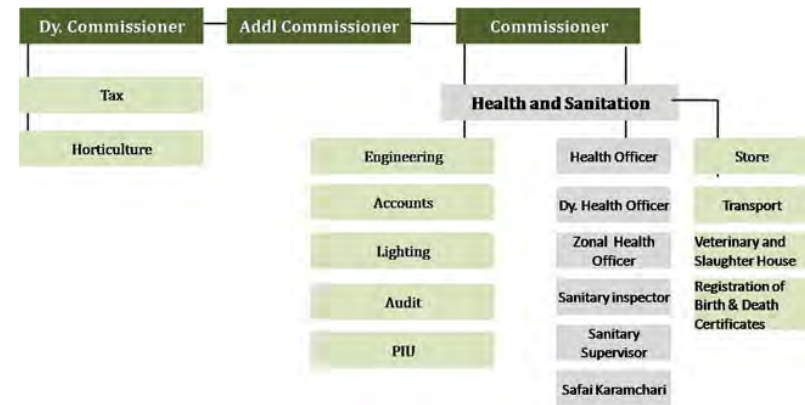 Dy. Commissioner
Addl Commissioner
Commissioner
Tax
Horticulture
Health and Sanitation
Engineering
Accounts
Lighting
Audit
PIU
Health Officer
Dy. Health Officer
Zonal Health
Officer
Sanitary inspector
Sanitary
Supervisor
Safai Karamchari
Store
Transport
Veterinary and
Slaughter House
Registration of
Birth & Death
Certificates